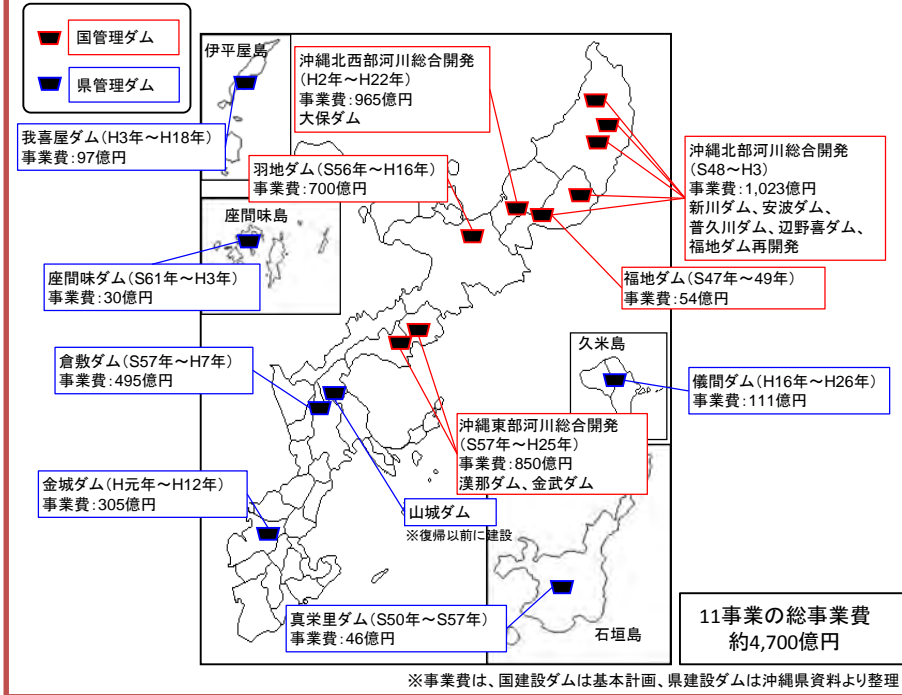 国管理ダム
県管理ダム
伊平屋島
我喜屋ダム(H3年～H18年)
事業費:97億円
沖縄北西部河川総合開発
(H2年～H22年)
事業費:965億円
大保ダム
羽地ダム(S56年～H16年)
事業費:700億円
沖縄北部河川総合開発
(S48～H3)
事業費:1,023億円
新川ダム、安波ダム、
普久川ダム、辺野喜ダム、
福地ダム再開発
座間味島
座間味ダム(S61年～H3年)
事業費:30億円
福地ダム(S47年～49年)
事業費:54億円
倉敷ダム(S57年～H7年)
事業費:495億円
久米島
儀間ダム(H16年～H26年)
事業費:111億円
沖縄東部河川総合開発
(S57年～H25年)
事業費:850億円
漢那ダム、金武ダム
金城ダム(H元年～H12年)
事業費:305億円
山城ダム
※復帰以前に建設
真栄里ダム(S50年～S57年)
事業費:46億円
石垣島
11事業の総事業費
約4,700億円
※事業費は、国建設ダムは基本計画、県建設ダムは沖縄県資料より整理